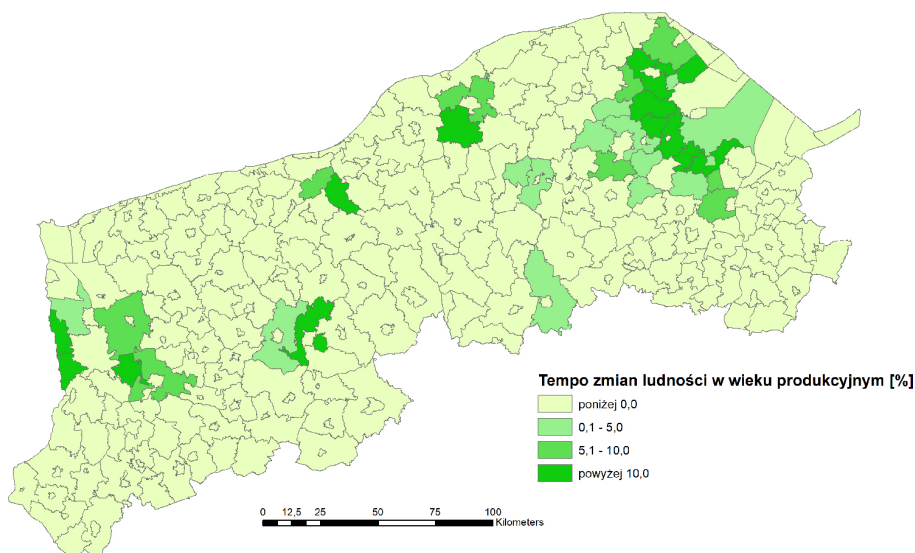 Tempo zmian ludności w wieku produkcyjnym [%]
poniżej 0,0
0,1 - 5,0
5,1 - 10,0
powyżej 10,0
0 12,5 25 50 75 100
Kilometers